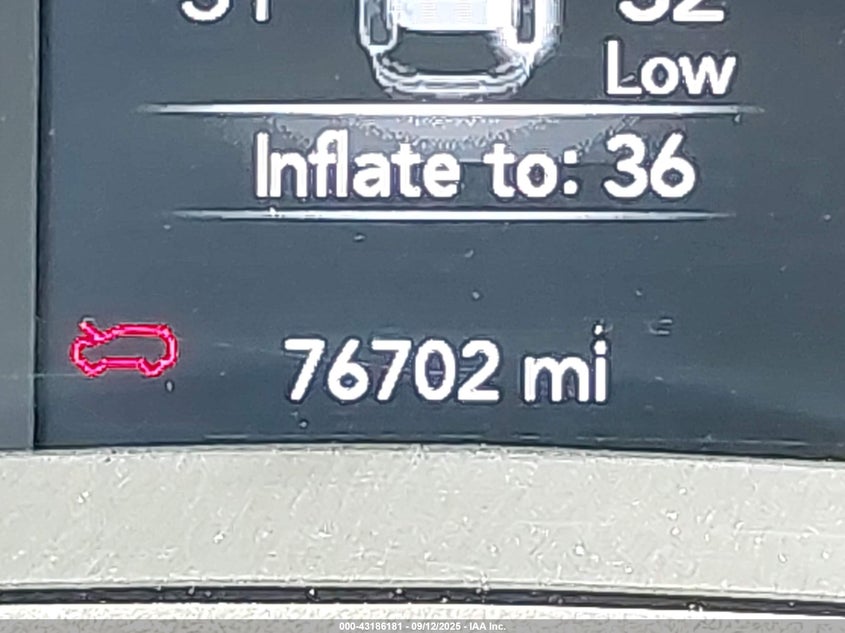 Low
Inflate to: 36
76702 mi
000-43186181 - 09/12/2025 - IAA Inc.